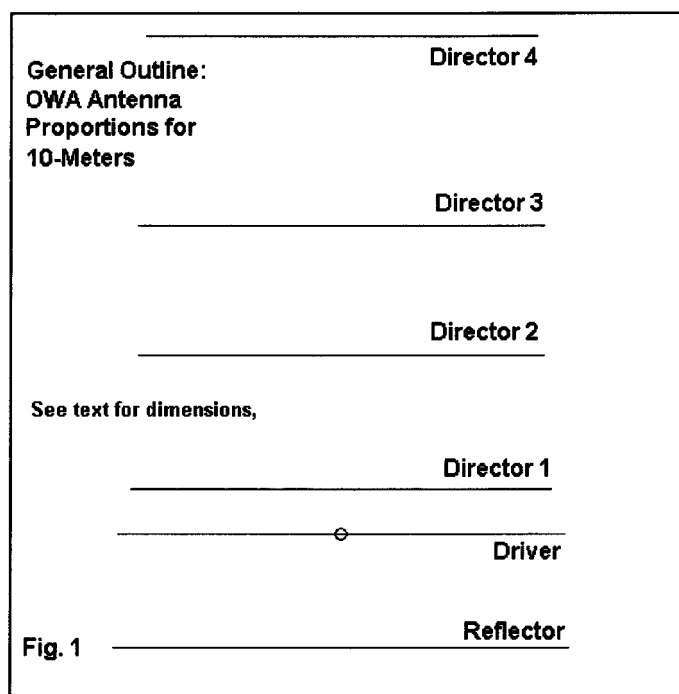 Director 4
General Outline:
OWA Antenna
Proportions for
10-Meters
Director 3
Director 2
See text for dimensions,
Director 1
Driver
Reflector
Fig. 1